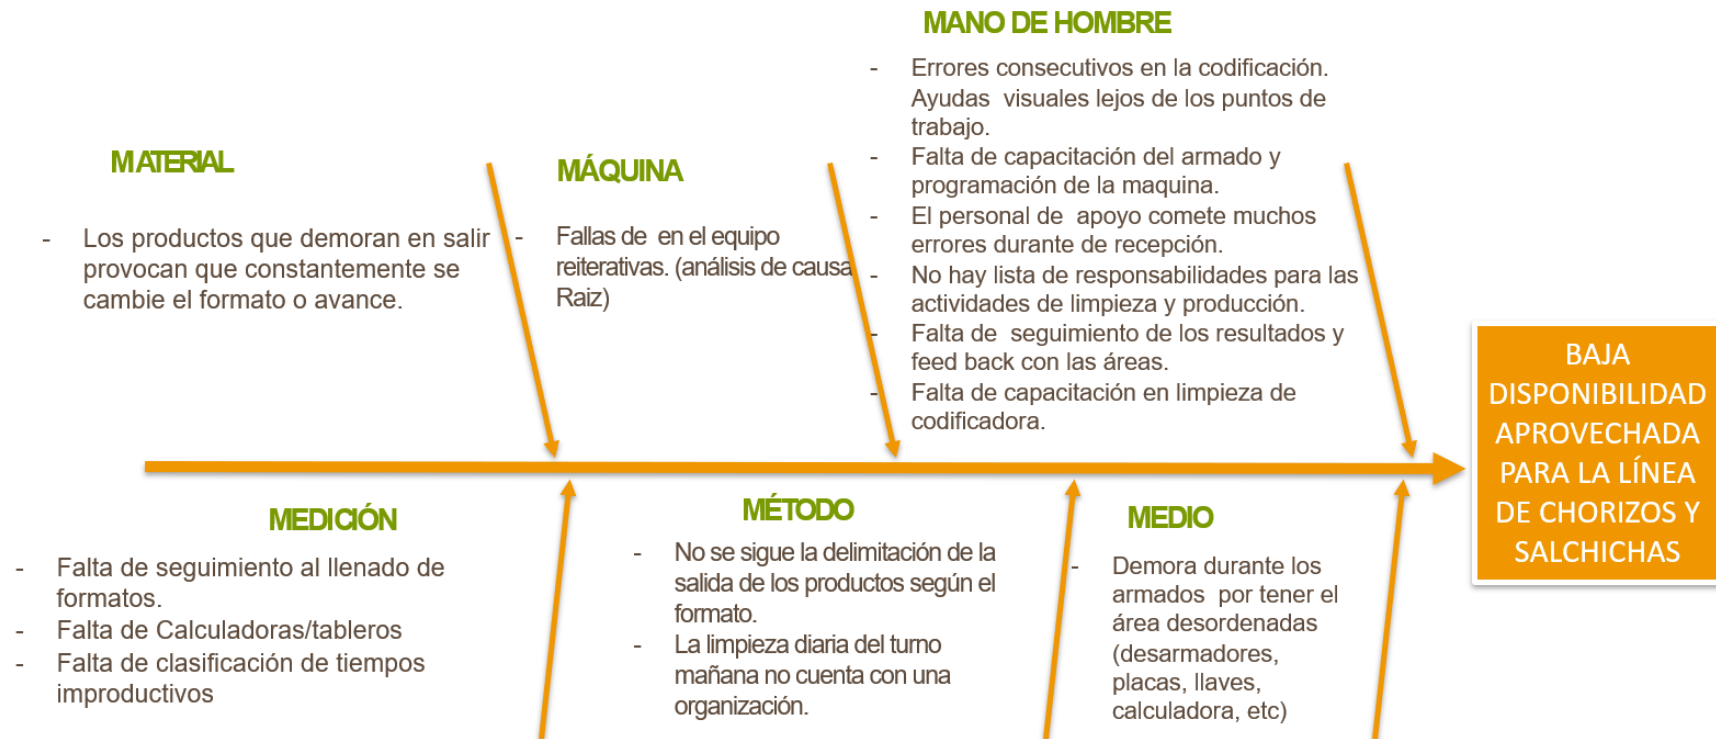 MANO DE HOMBRE
- Errores consecutivos en la codificación.
Ayudas visuales lejos de los puntos de
trabajo.
- Falta de capacitación del armado y
programación de la maquina.
- El personal de apoyo comete muchos
errores durante de recepción.
- No hay lista de responsabilidades para las
actividades de limpieza y producción.
- Falta de seguimiento de los resultados y
feed back con las áreas.
- Falta de capacitación en limpieza de
codificadora.
MATERIAL
- Los productos que demoran en salir
provocan que constantemente se
cambie el formato o avance.
MÁQUINA
- Fallas de en el equipo
reiterativas. (análisis de causa
Raiz)
BAJA
DISPONIBILIDAD
APROVECHADA
PARA LA LÍNEA
DE CHORIZOS Y
SALCHICHAS
MEDICIÓN
- Falta de seguimiento al llenado de
formatos.
- Falta de Calculadoras/tableros
- Falta de clasificación de tiempos
improductivos
MÉTODO
- No se sigue la delimitación de la
salida de los productos según el
formato.
- La limpieza diaria del turno
mañana no cuenta con una
organización.
MEDIO
- Demora durante los
armados por tener el
área desordenadas
(desarmadores,
placas, llaves,
calculadora, etc)